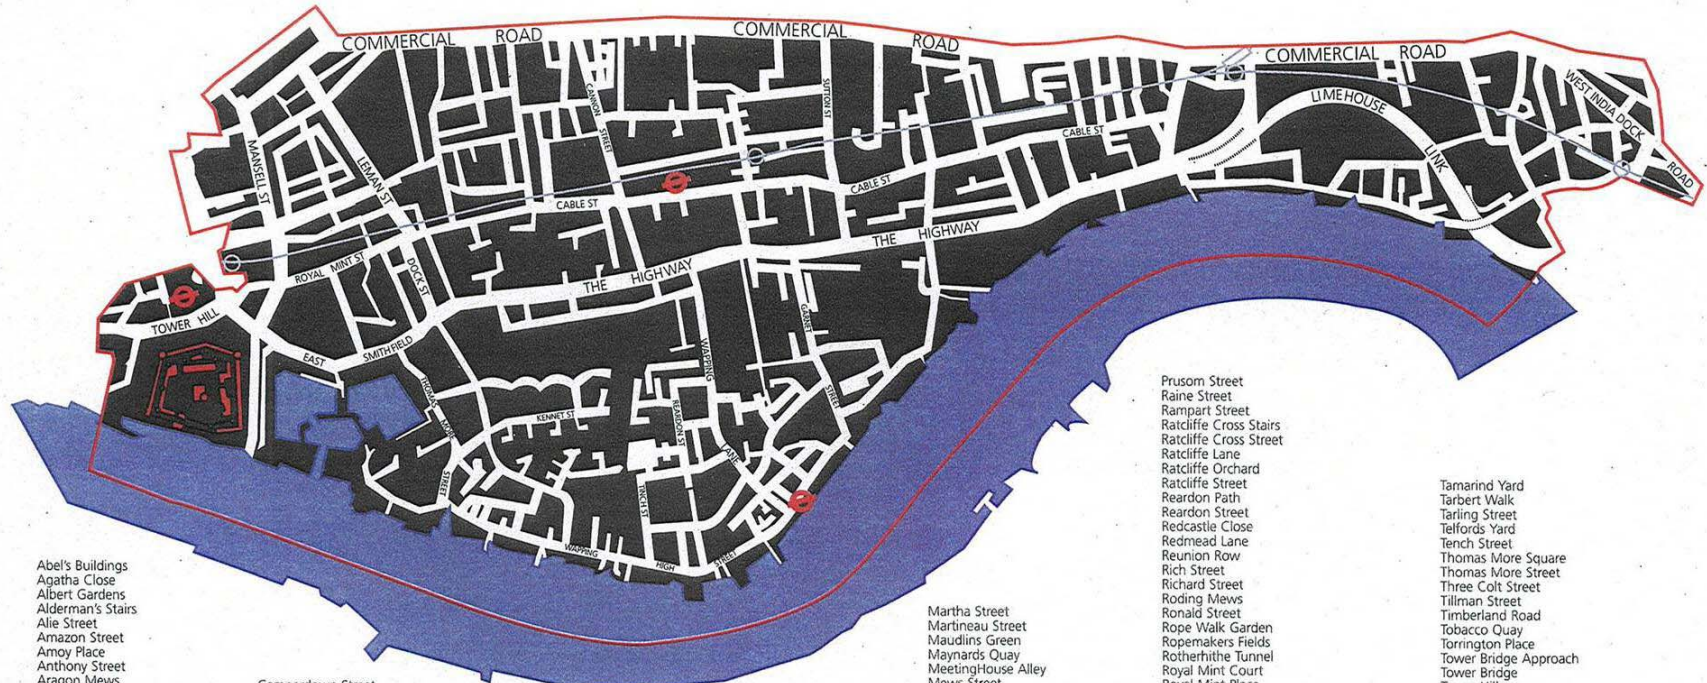 COMMERCIAL ROAD
COMMERCIAL ROAD
COMMERCIAL ROAD
WEST INDIA DOCK ROAD
LIMEHOUSE LINK
MANSELL ST
LEMAN ST
CANNON STREET
SUTTON ST
CABLE ST
CABLE ST
CABLE ST
ROYAL MINT ST
DOCK ST
THE HIGHWAY
THE HIGHWAY
TOWER HILL
EAST SMITHFIELD
THOMAS MORE STREET
KENNET ST
REARDON ST
WAPPING LANE
GARNET STREET
WAPPING HIGH STREET
Abel's Buildings
Agatha Close
Albert Gardens
Alderman's Stairs
Alie Street
Amazon Street
Amoy Place
Anthony Street
Aragon Mews
Martha Street
Martineau Street
Maudlins Green
Maynards Quay
MeetingHouse Alley
Mews Street
Prusom Street
Raine Street
Rampart Street
Ratcliffe Cross Stairs
Ratcliffe Cross Street
Ratcliffe Lane
Ratcliffe Orchard
Ratcliffe Street
Reardon Path
Reardon Street
Redcastle Close
Redmead Lane
Reunion Row
Rich Street
Richard Street
Roding Mews
Ronald Street
Rope Walk Garden
Ropemakers Fields
Rotherhithe Tunnel
Royal Mint Court
Royal Mint Place
Tamarind Yard
Tarbert Walk
Tarling Street
Telfords Yard
Tench Street
Thomas More Square
Thomas More Street
Three Colt Street
Tillman Street
Timberland Road
Tobacco Quay
Torrington Place
Tower Bridge Approach
Tower Bridge